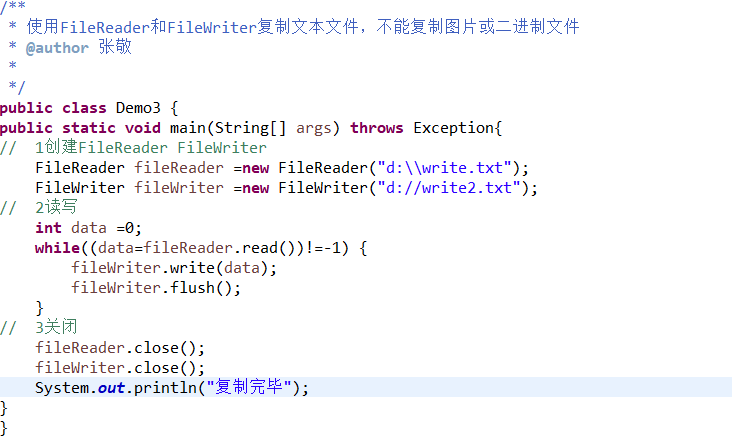 /**
 * 使用FileReader和FileWriter复制文本文件，不能复制图片或二进制文件
 * @author 张敬
 *
 */
public class Demo3 {
public static void main(String[] args) throws Exception{
//  1创建FileReader FileWriter
    FileReader fileReader =new FileReader("d:\\write.txt");
    FileWriter fileWriter =new FileWriter("d://write2.txt");
//  2读写
    int data =0;
    while((data=fileReader.read())!=-1) {
        fileWriter.write(data);
        fileWriter.flush();
    }
//  3关闭
    fileReader.close();
    fileWriter.close();
    System.out.println("复制完毕");
}
}